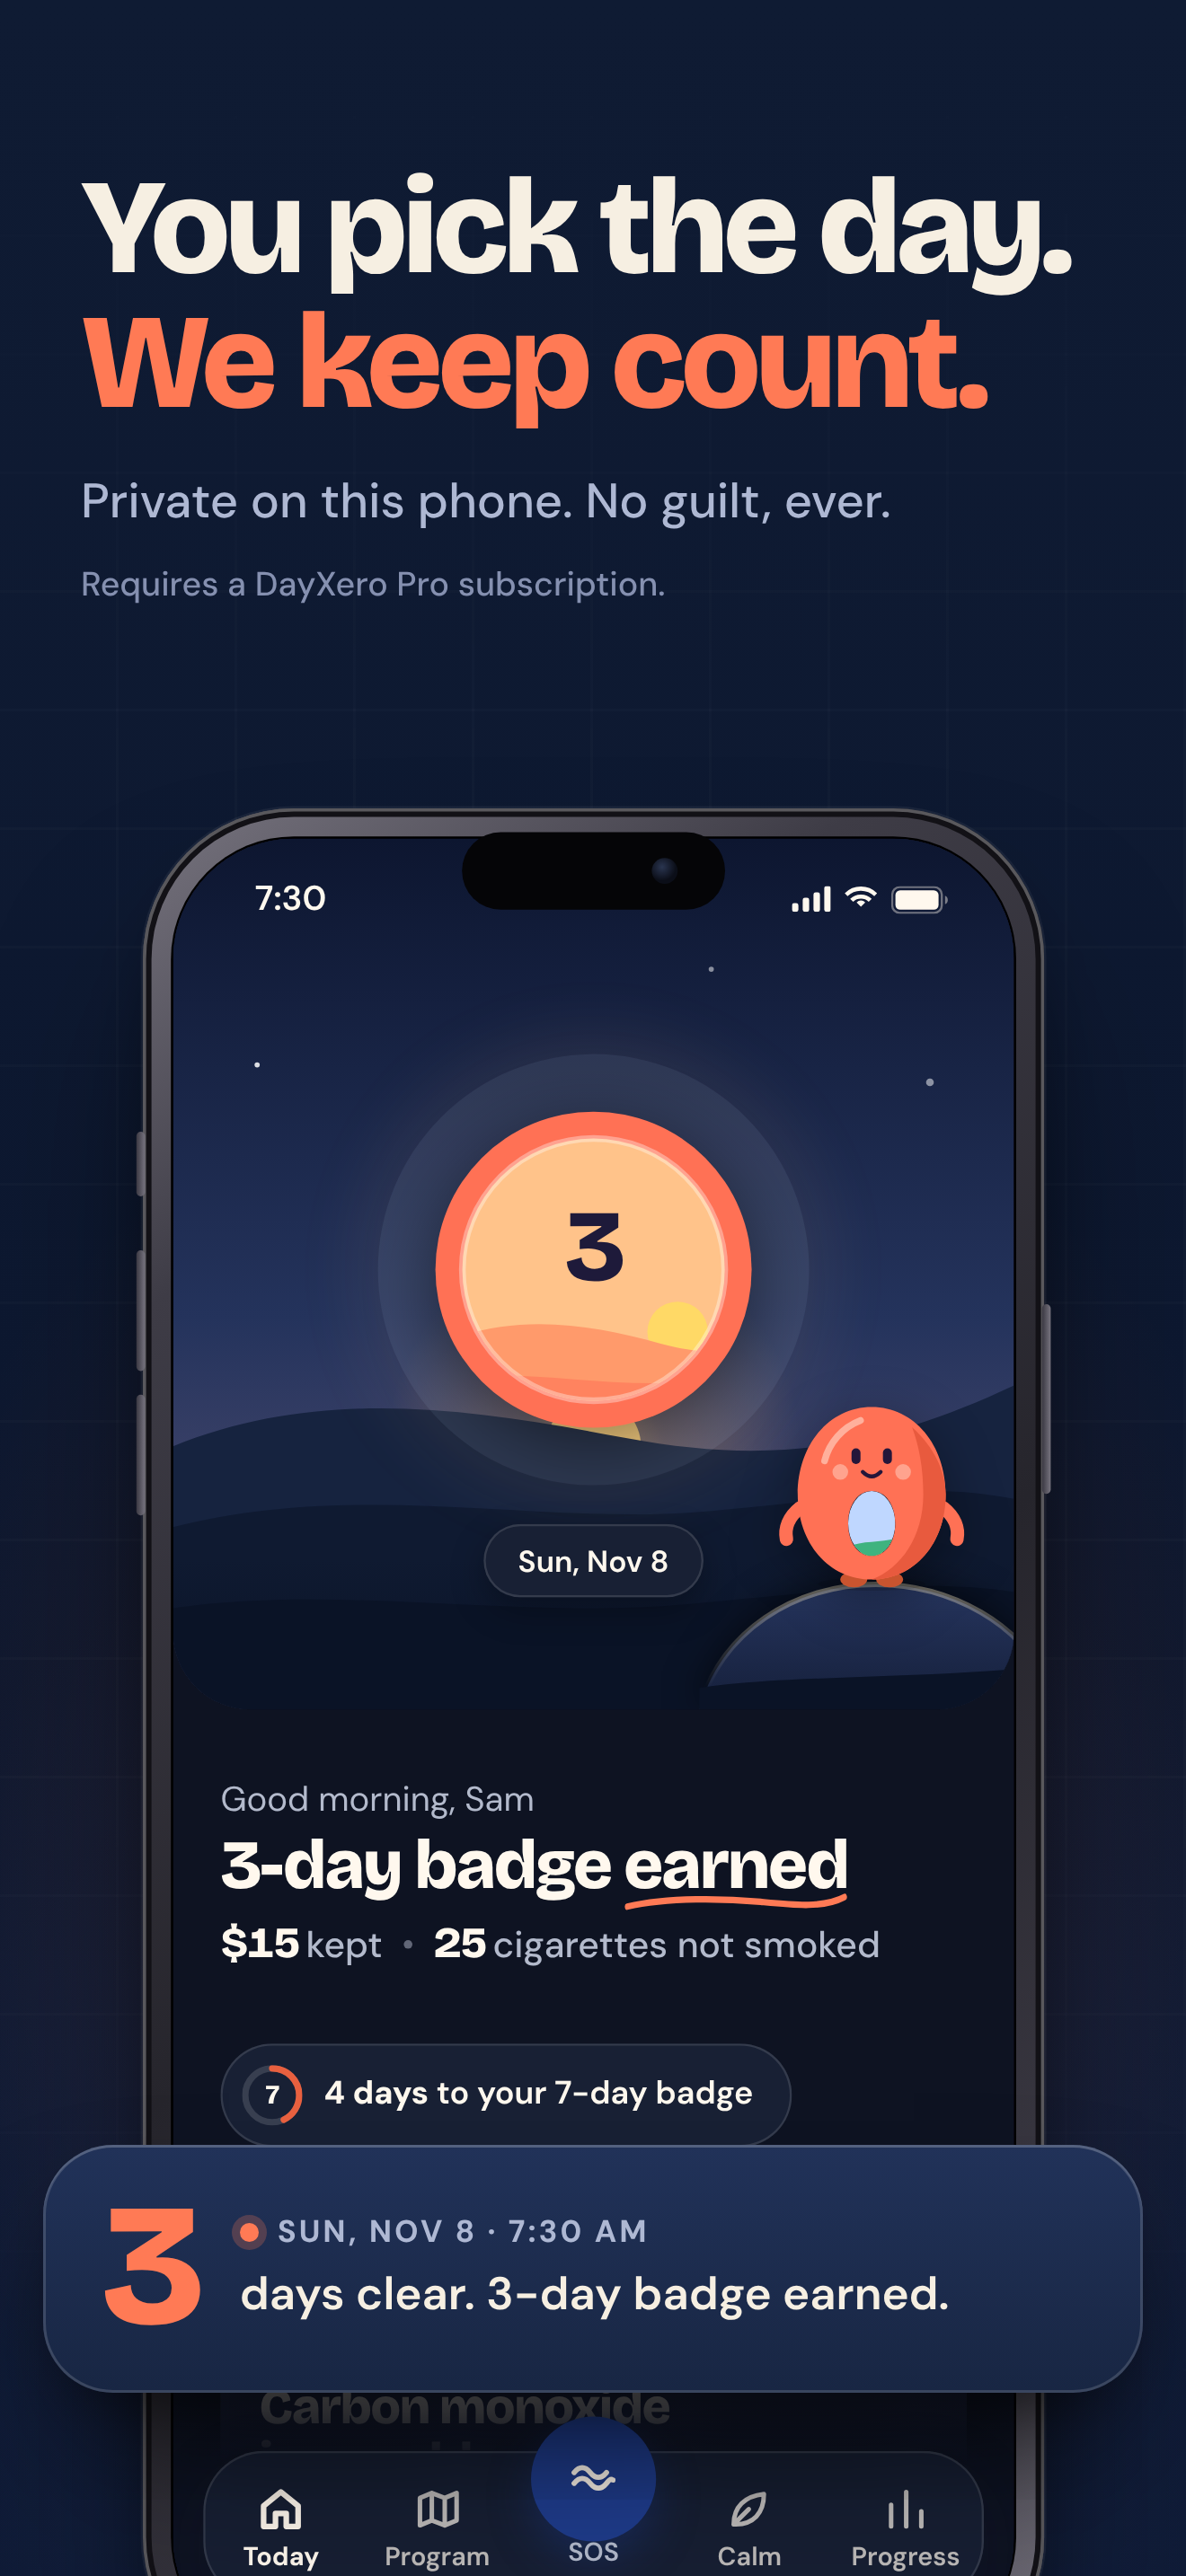 You pick the day.
We keep count.
Private on this phone. No guilt, ever.
Requires a DayXero Pro subscription.
7:30
3
Sun, Nov 8
Good morning, Sam
3-day badge earned
$15 kept • 25 cigarettes not smoked
7 4 days to your 7-day badge
3
SUN, NOV 8 · 7:30 AM
days clear. 3-day badge earned.
Carbon monoxide
Today Program SOS Calm Progress